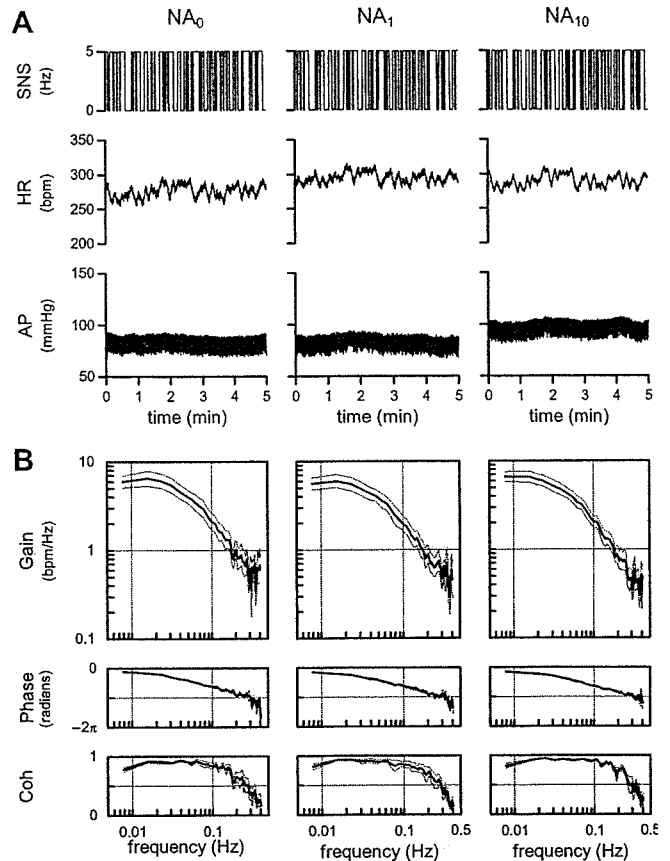 A
NA0 NA1 NA10
SNS (Hz)
5
0
HR (bpm)
350
300
250
200
AP (mmHg)
150
100
50
0 1 2 3 4 5 0 1 2 3 4 5 0 1 2 3 4 5
time (min) time (min) time (min)
B
Gain (bpm/Hz)
10
1
0.1
Phase (radians)
0
−2π
Coh
1
0
0.01 0.1 0.01 0.1 0.5 0.01 0.1 0.5
frequency (Hz) frequency (Hz) frequency (Hz)